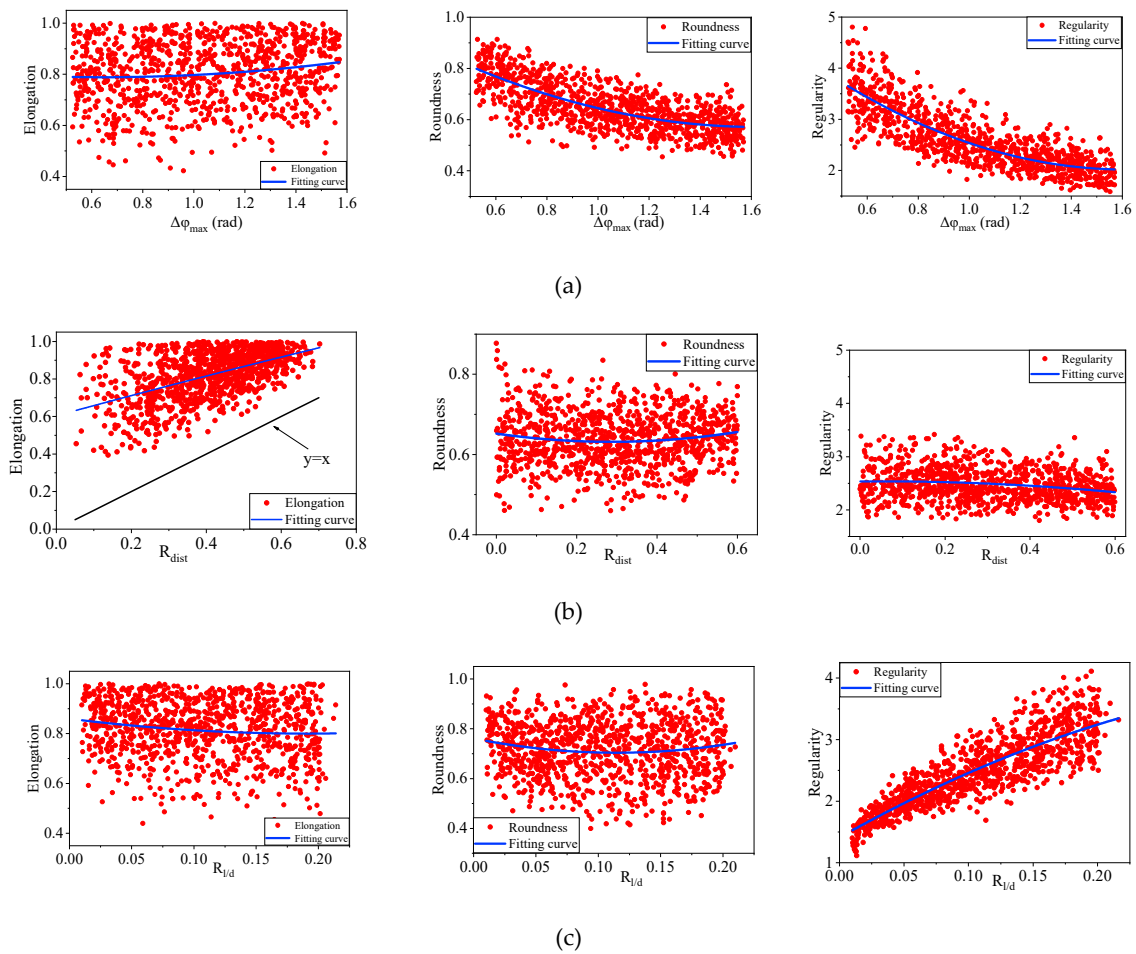 1.0
0.8
0.6
0.4
Elongation
Elongation
Fitting curve
0.6 0.8 1.0 1.2 1.4 1.6
Δφmax (rad)
1.0
0.8
0.6
0.4
Roundness
Roundness
Fitting curve
0.6 0.8 1.0 1.2 1.4 1.6
Δφmax (rad)
5
4
3
2
Regularity
Regularity
Fitting curve
0.6 0.8 1.0 1.2 1.4 1.6
Δφmax (rad)
(a)
1.0
0.8
0.6
0.4
0.2
0.0
Elongation
y=x
Elongation
Fitting curve
0.0 0.2 0.4 0.6 0.8
Rdist
0.8
0.6
0.4
Roundness
Roundness
Fitting curve
0.0 0.2 0.4 0.6
Rdist
5
4
3
2
Regularity
Regularity
Fitting curve
0.0 0.2 0.4 0.6
Rdist
(b)
1.0
0.8
0.6
0.4
Elongation
Elongation
Fitting curve
0.00 0.05 0.10 0.15 0.20
Rl/d
1.0
0.8
0.6
0.4
Roundness
Roundness
Fitting curve
0.00 0.05 0.10 0.15 0.20
Rl/d
4
3
2
1
Regularity
Regularity
Fitting curve
0.00 0.05 0.10 0.15 0.20
Rl/d
(c)